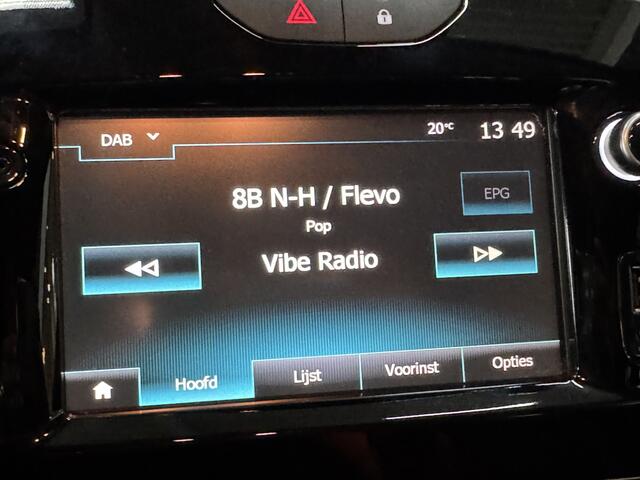 DAB
20°C 13 49
8B N-H / Flevo
EPG
Pop
Vibe Radio
Hoofd Lijst Voorinst Opties